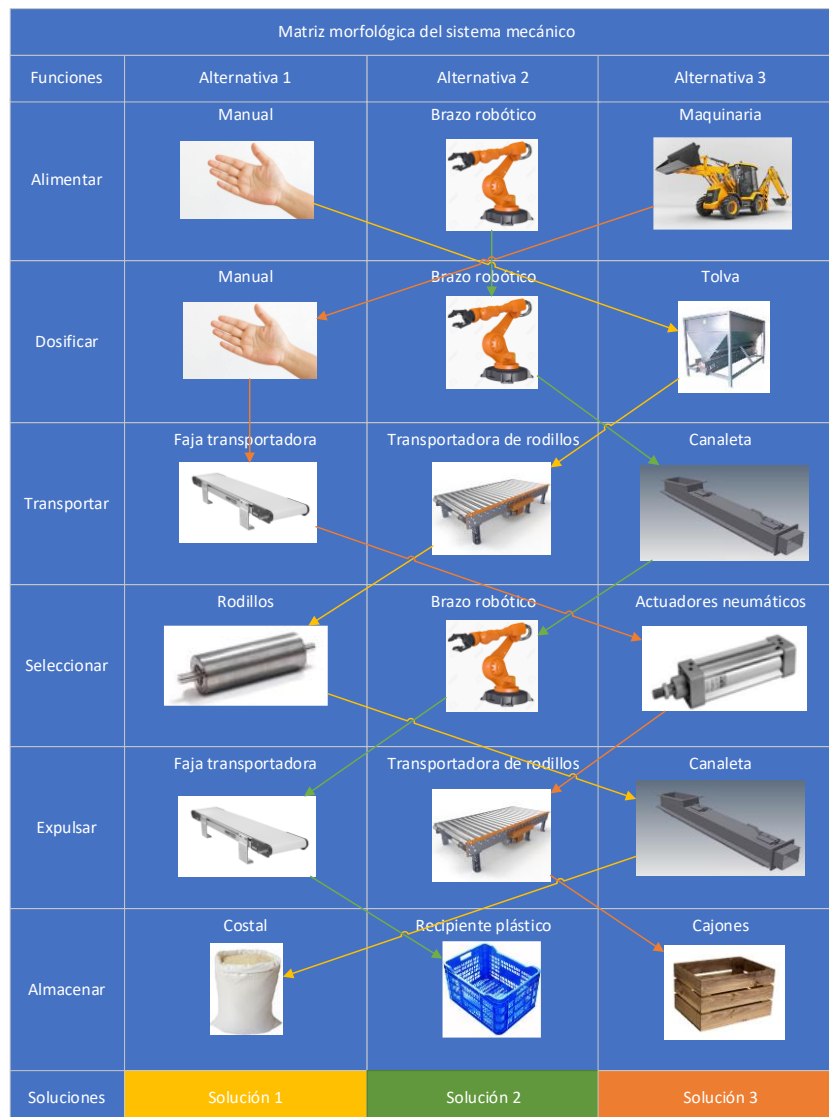 Matriz morfológica del sistema mecánico
Funciones
Alternativa 1
Alternativa 2
Alternativa 3
Alimentar
Manual
Brazo robótico
Maquinaria
Dosificar
Manual
Brazo robótico
Tolva
Transportar
Faja transportadora
Transportadora de rodillos
Canaleta
Seleccionar
Rodillos
Brazo robótico
Actuadores neumáticos
Expulsar
Faja transportadora
Transportadora de rodillos
Canaleta
Almacenar
Costal
Recipiente plástico
Cajones
Soluciones
Solución 1
Solución 2
Solución 3